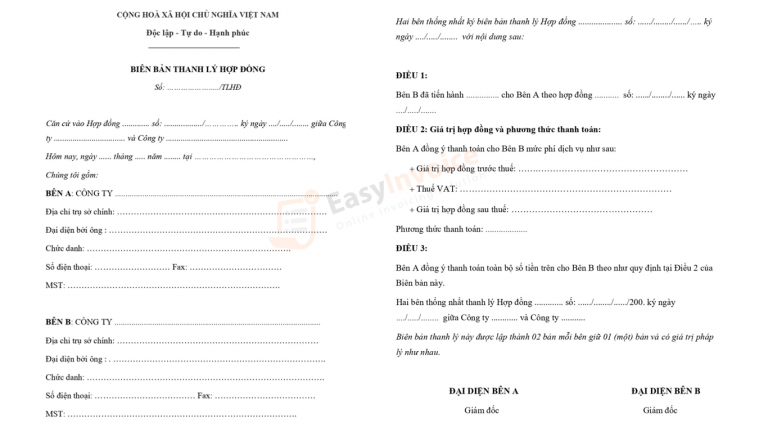 CỘNG HOÀ XÃ HỘI CHỦ NGHĨA VIỆT NAM
Độc lập - Tự do - Hạnh phúc
BIÊN BẢN THANH LÝ HỢP ĐỒNG
Số: …………………../TLHĐ
Căn cứ vào Hợp đồng ............. số: .................../…………….. ký ngày ..../...../........ giữa Công
ty .................................... và Công ty ............................................................
Hôm nay, ngày ...... tháng ..... năm ........ tại ……………………………………….,
Chúng tôi gồm:
BÊN A: CÔNG TY ..............................................................................................................
Địa chỉ trụ sở chính: …………………………………………………………………
Đại diện bởi ông : ……………………………………………………………………
Chức danh: …………………………………………………………….
Số điện thoại: ……………………… Fax: …………………………….
MST: …………………………………………………………………….
BÊN B: CÔNG TY ......................................................................................................
Địa chỉ trụ sở chính: …………………………………………………………………
Đại diện bởi ông : . …………………………………………………………………….
Chức danh: ……………………………………………………………………….
Số điện thoại: ……………………………… Fax: ………………………………
MST: ………………………………………………………………………….
Hai bên thống nhất ký biên bản thanh lý Hợp đồng ...................... số: ....../......../....../….. ký
ngày ..../...../........ với nội dung sau:
ĐIỀU 1:
Bên B đã tiến hành ................ cho Bên A theo hợp đồng ............ số: ....../......../...... ký ngày
..../...../.......
ĐIỀU 2: Giá trị hợp đồng và phương thức thanh toán:
Bên A đồng ý thanh toán cho Bên B mức phí dịch vụ như sau:
+ Giá trị hợp đồng trước thuế: ………………………………………………………
+ Thuế VAT: …………………………………………………………………………
+ Giá trị hợp đồng sau thuế: ……………………………………………
Phương thức thanh toán: .....................
ĐIỀU 3:
Bên A đồng ý thanh toán toàn bộ số tiền trên cho Bên B theo như quy định tại Điều 2 của
Biên bản này.
Hai bên thống nhất thanh lý Hợp đồng .............. số: ....../......../....../200. ký ngày
..../...../........ giữa Công ty ............. và Công ty ............
Biên bản thanh lý này được lập thành 02 bản mỗi bên giữ 01 (một) bản và có giá trị pháp
lý như nhau.
ĐẠI DIỆN BÊN A
ĐẠI DIỆN BÊN B
Giám đốc
Giám đốc
EasyInvoice